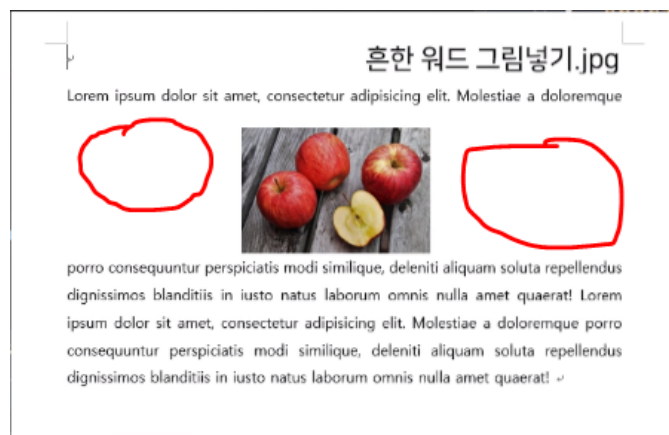 흔한 워드 그림넣기.jpg
Lorem ipsum dolor sit amet, consectetur adipisicing elit. Molestiae a doloremque
porro consequuntur perspiciatis modi similique, deleniti aliquam soluta repellendus
dignissimos blanditiis in iusto natus laborum omnis nulla amet quaerat! Lorem
ipsum dolor sit amet, consectetur adipisicing elit. Molestiae a doloremque porro
consequuntur perspiciatis modi similique, deleniti aliquam soluta repellendus
dignissimos blanditiis in iusto natus laborum omnis nulla amet quaerat!